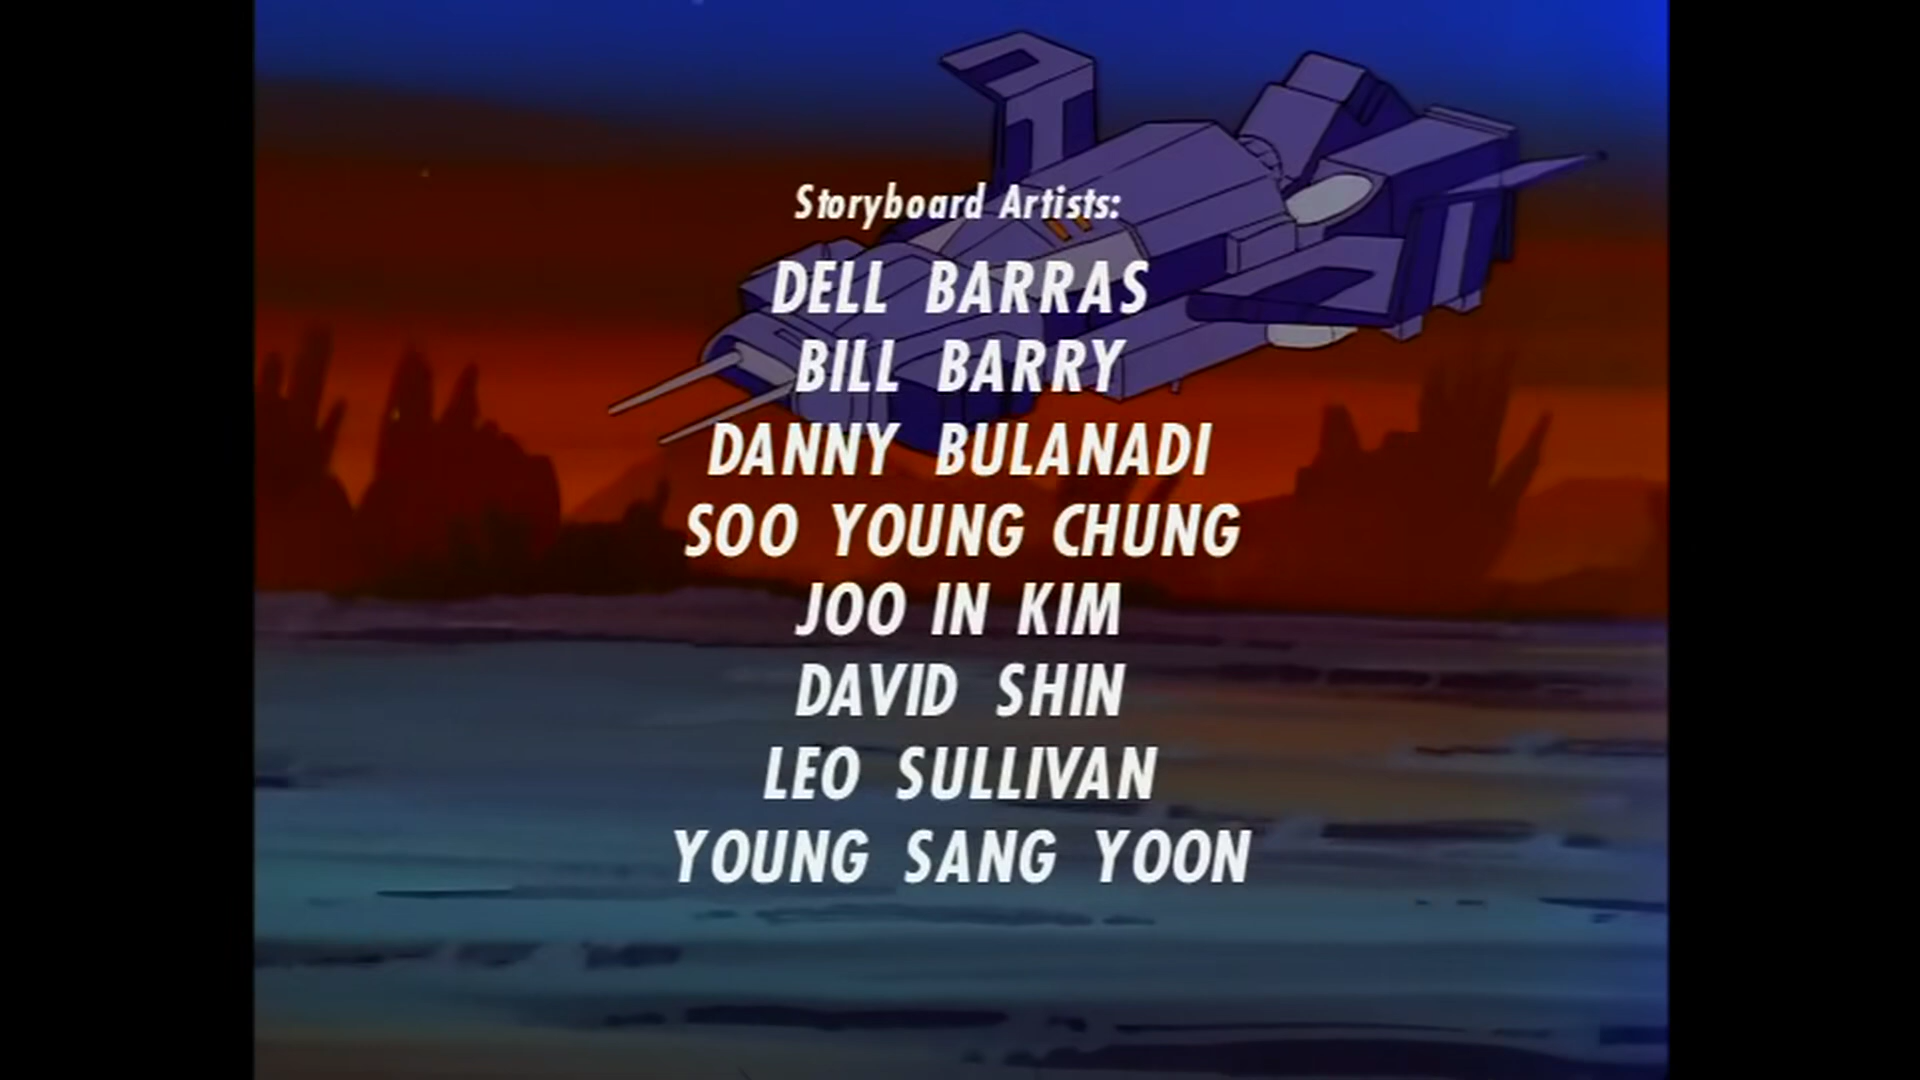 Storyboard Artists:
DELL BARRAS
BILL BARRY
DANNY BULANADI
SOO YOUNG CHUNG
JOO IN KIM
DAVID SHIN
LEO SULLIVAN
YOUNG SANG YOON